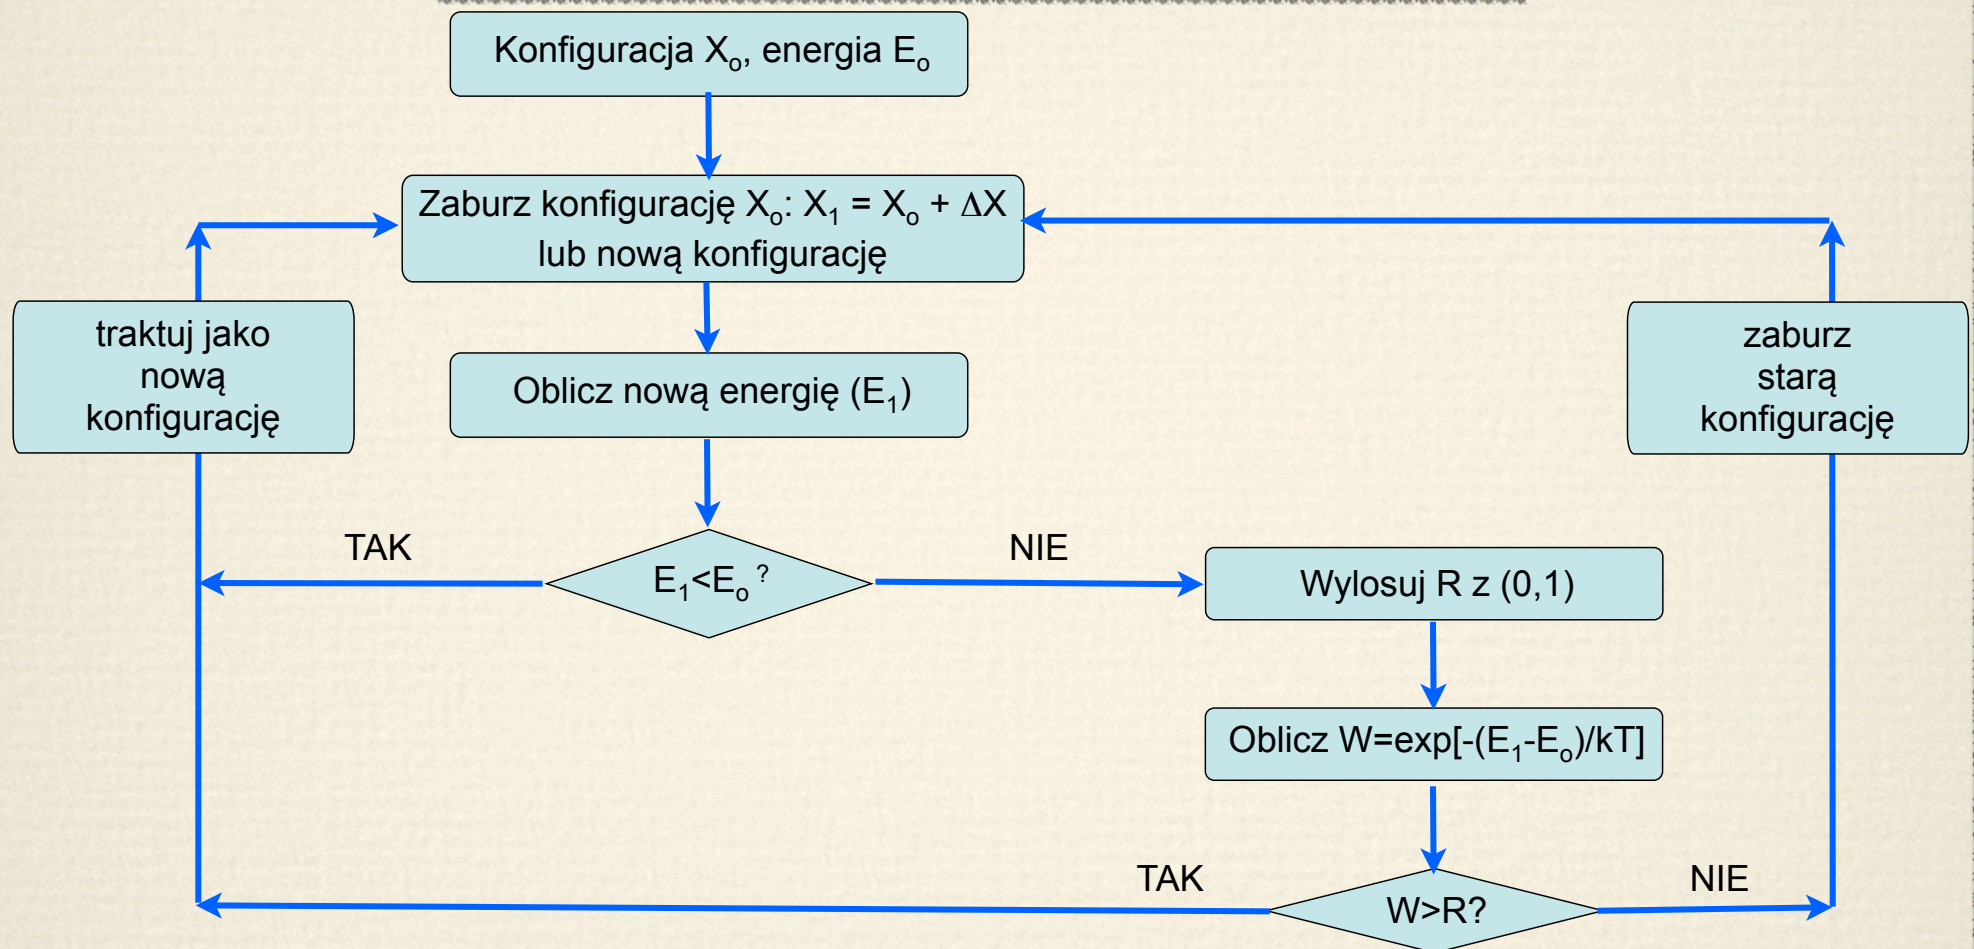 Konfiguracja Xₒ, energia Eₒ
Zaburz konfigurację Xₒ: X₁ = Xₒ + ΔX
lub nową konfigurację
traktuj jako
nową
konfigurację
Oblicz nową energię (E₁)
zaburz
starą
konfigurację
TAK
E₁<Eₒ?
NIE
Wylosuj R z (0,1)
Oblicz W=exp[-(E₁-Eₒ)/kT]
TAK
W>R?
NIE